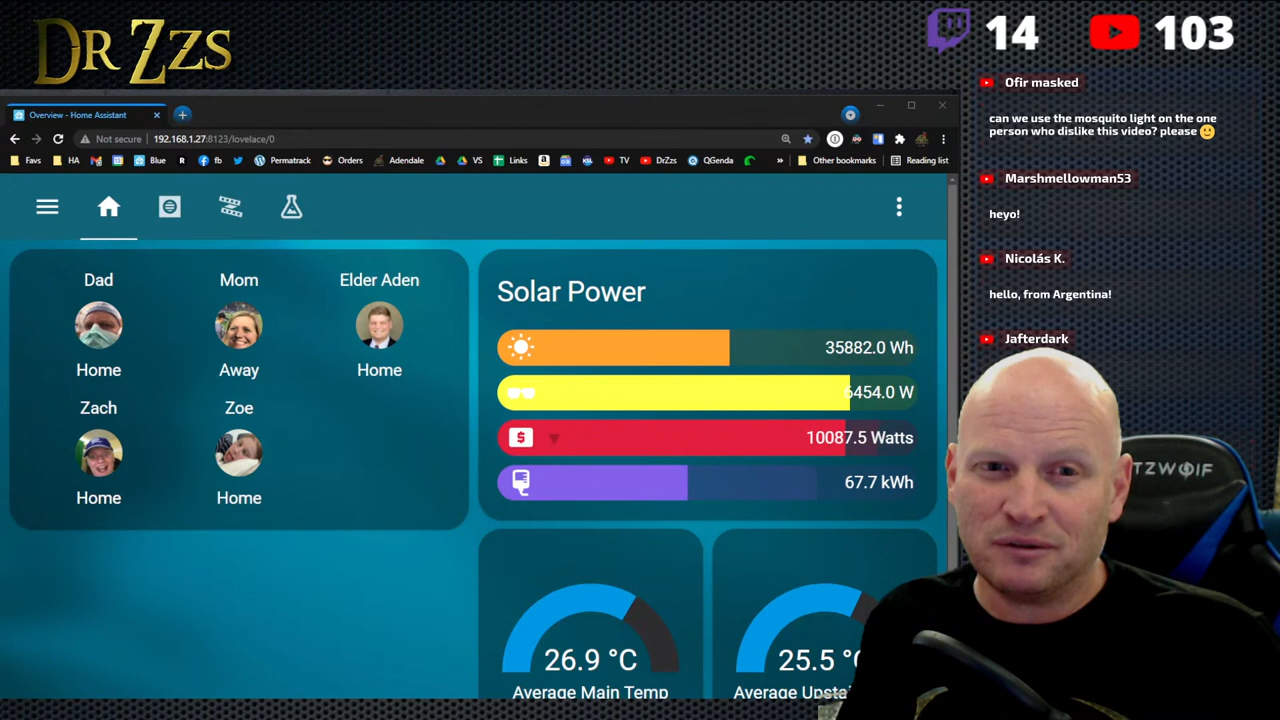 DR ZZS
14
103
Overview - Home Assistant
Not secure
192.168.1.27:8123/lovelace/0
Favs
HA
Blue
R
fb
Permatrack
Orders
Adendale
VS
Links
TV
DrZzs
QGenda
»
Other bookmarks
Reading list
Dad
Mom
Elder Aden
Home
Away
Home
Zach
Zoe
Home
Home
Solar Power
35882.0 Wh
6454.0 W
$
10087.5 Watts
67.7 kWh
26.9 °C
Average Main Temp
25.5 °C
Average Upstai
Ofir masked
can we use the mosquito light on the one
person who dislike this video? please 🙂
Marshmellowman53
heyo!
Nicolás K.
hello, from Argentina!
Jafterdark
TZWOLF